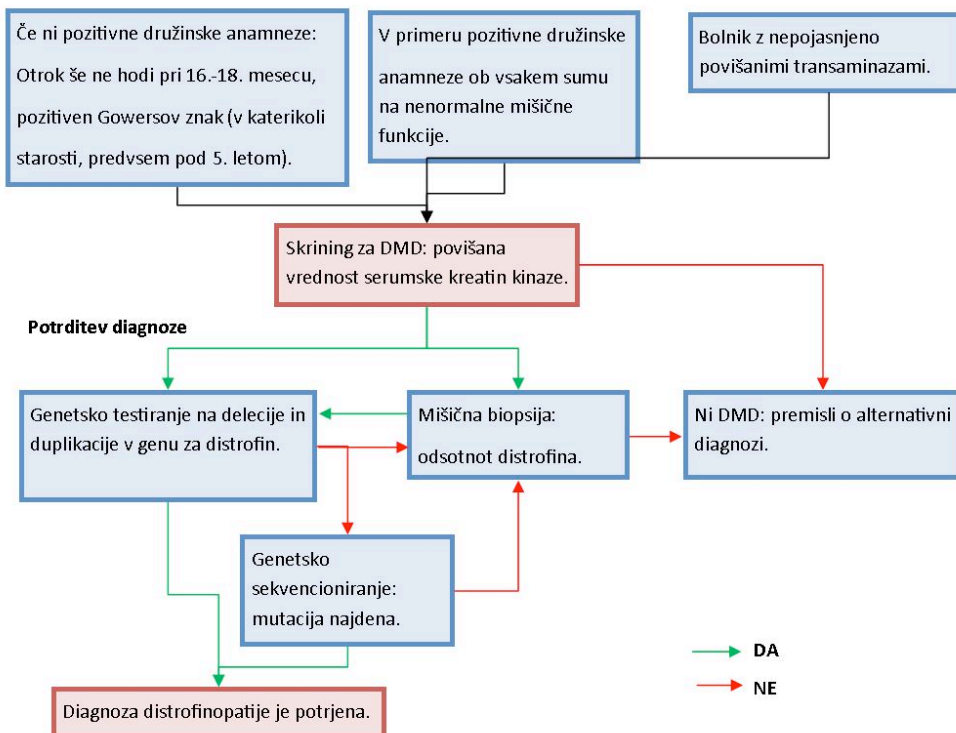 Če ni pozitivne družinske anamneze:
Otrok še ne hodi pri 16.-18. mesecu,
pozitiven Gowersov znak (v katerikoli
starosti, predvsem pod 5. letom).
V primeru pozitivne družinske
anamneze ob vsakem sumu
na nenormalne mišične
funkcije.
Bolnik z nepojasnjeno
povišanimi transaminazami.
Skrining za DMD: povišana
vrednost serumske kreatin kinaze.
Potrditev diagnoze
Genetsko testiranje na delecije in
duplikacije v genu za distrofin.
Mišična biopsija:
odsotnot distrofina.
Ni DMD: premisli o alternativni
diagnozi.
Genetsko
sekvencioniranje:
mutacija najdena.
DA
NE
Diagnoza distrofinopatije je potrjena.